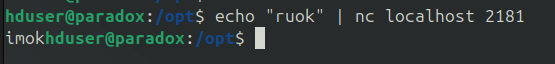 hduser@paradox:/opt$ echo "ruok" | nc localhost 2181
imokhduser@paradox:/opt$